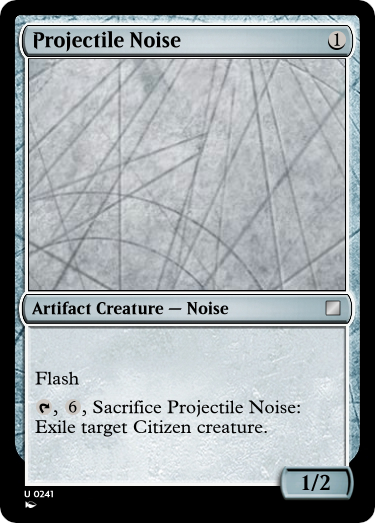 Projectile Noise 1
Artifact Creature — Noise
Flash
, 6, Sacrifice Projectile Noise:
Exile target Citizen creature.
1/2
U 0241